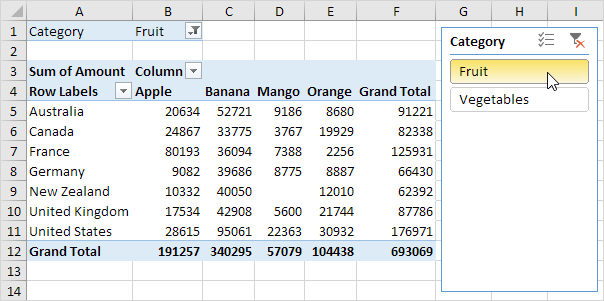 A B C D E F G H I
1 Category Fruit
2
3 Sum of Amount Column
4 Row Labels Apple Banana Mango Orange Grand Total
5 Australia 20634 52721 9186 8680 91221
6 Canada 24867 33775 3767 19929 82338
7 France 80193 36094 7388 2256 125931
8 Germany 9082 39686 8775 8887 66430
9 New Zealand 10332 40050 12010 62392
10 United Kingdom 17534 42908 5600 21744 87786
11 United States 28615 95061 22363 30932 176971
12 Grand Total 191257 340295 57079 104438 693069
13
14
Category
Fruit
Vegetables